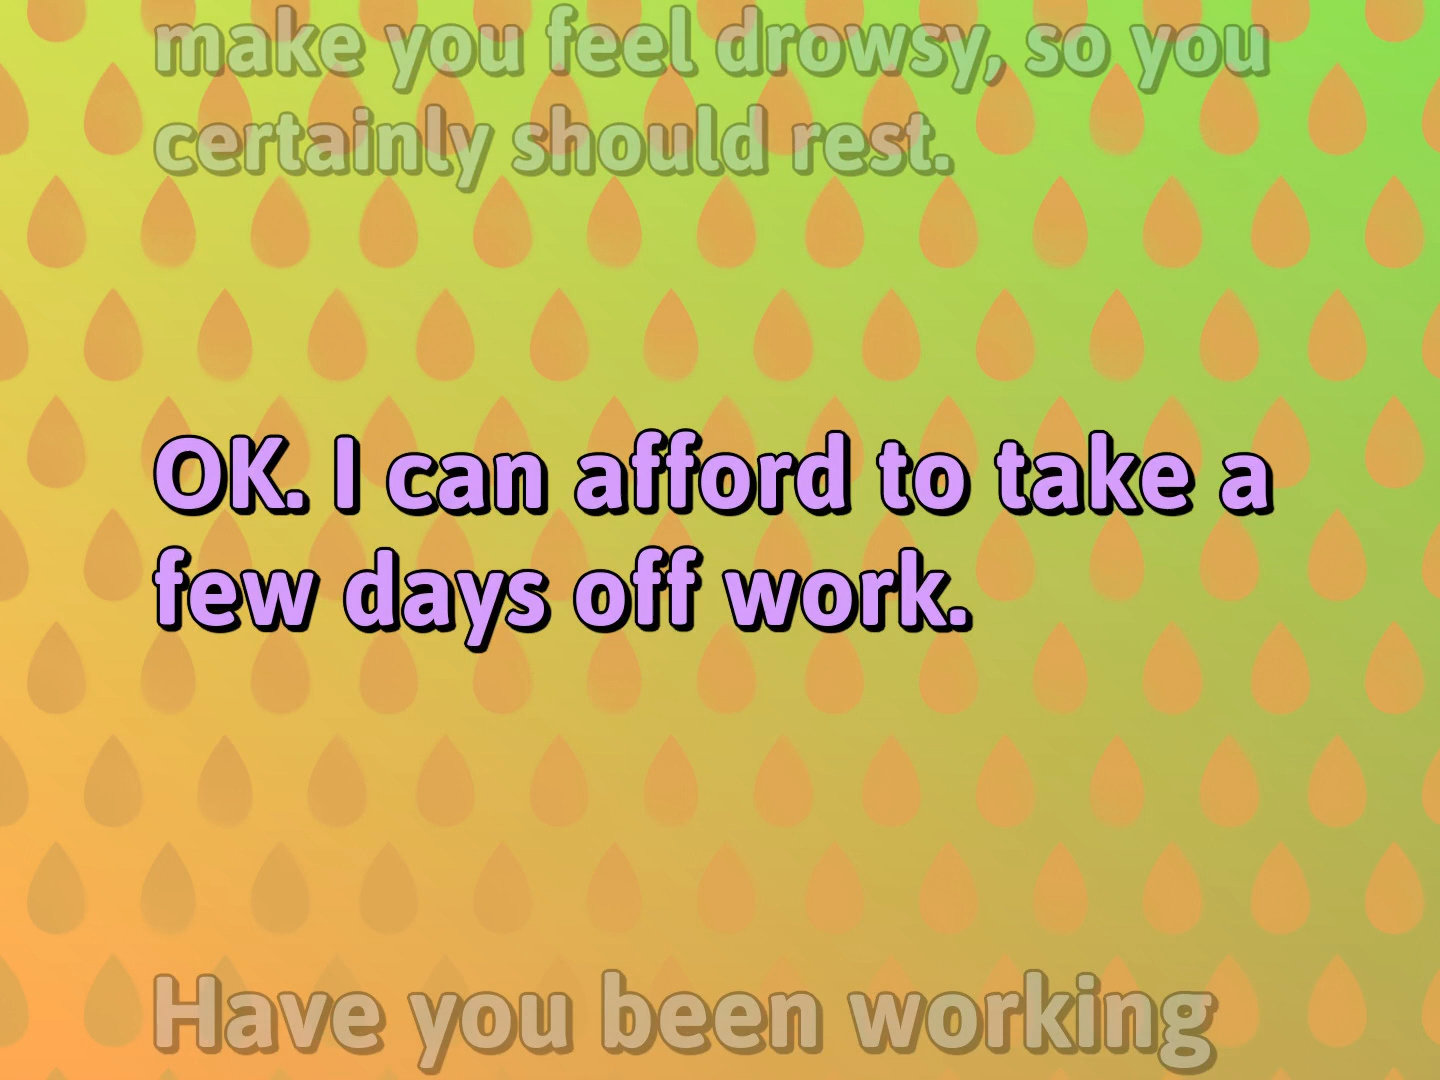 make you feel drowsy, so you
certainly should rest.
OK. I can afford to take a
few days off work.
Have you been working